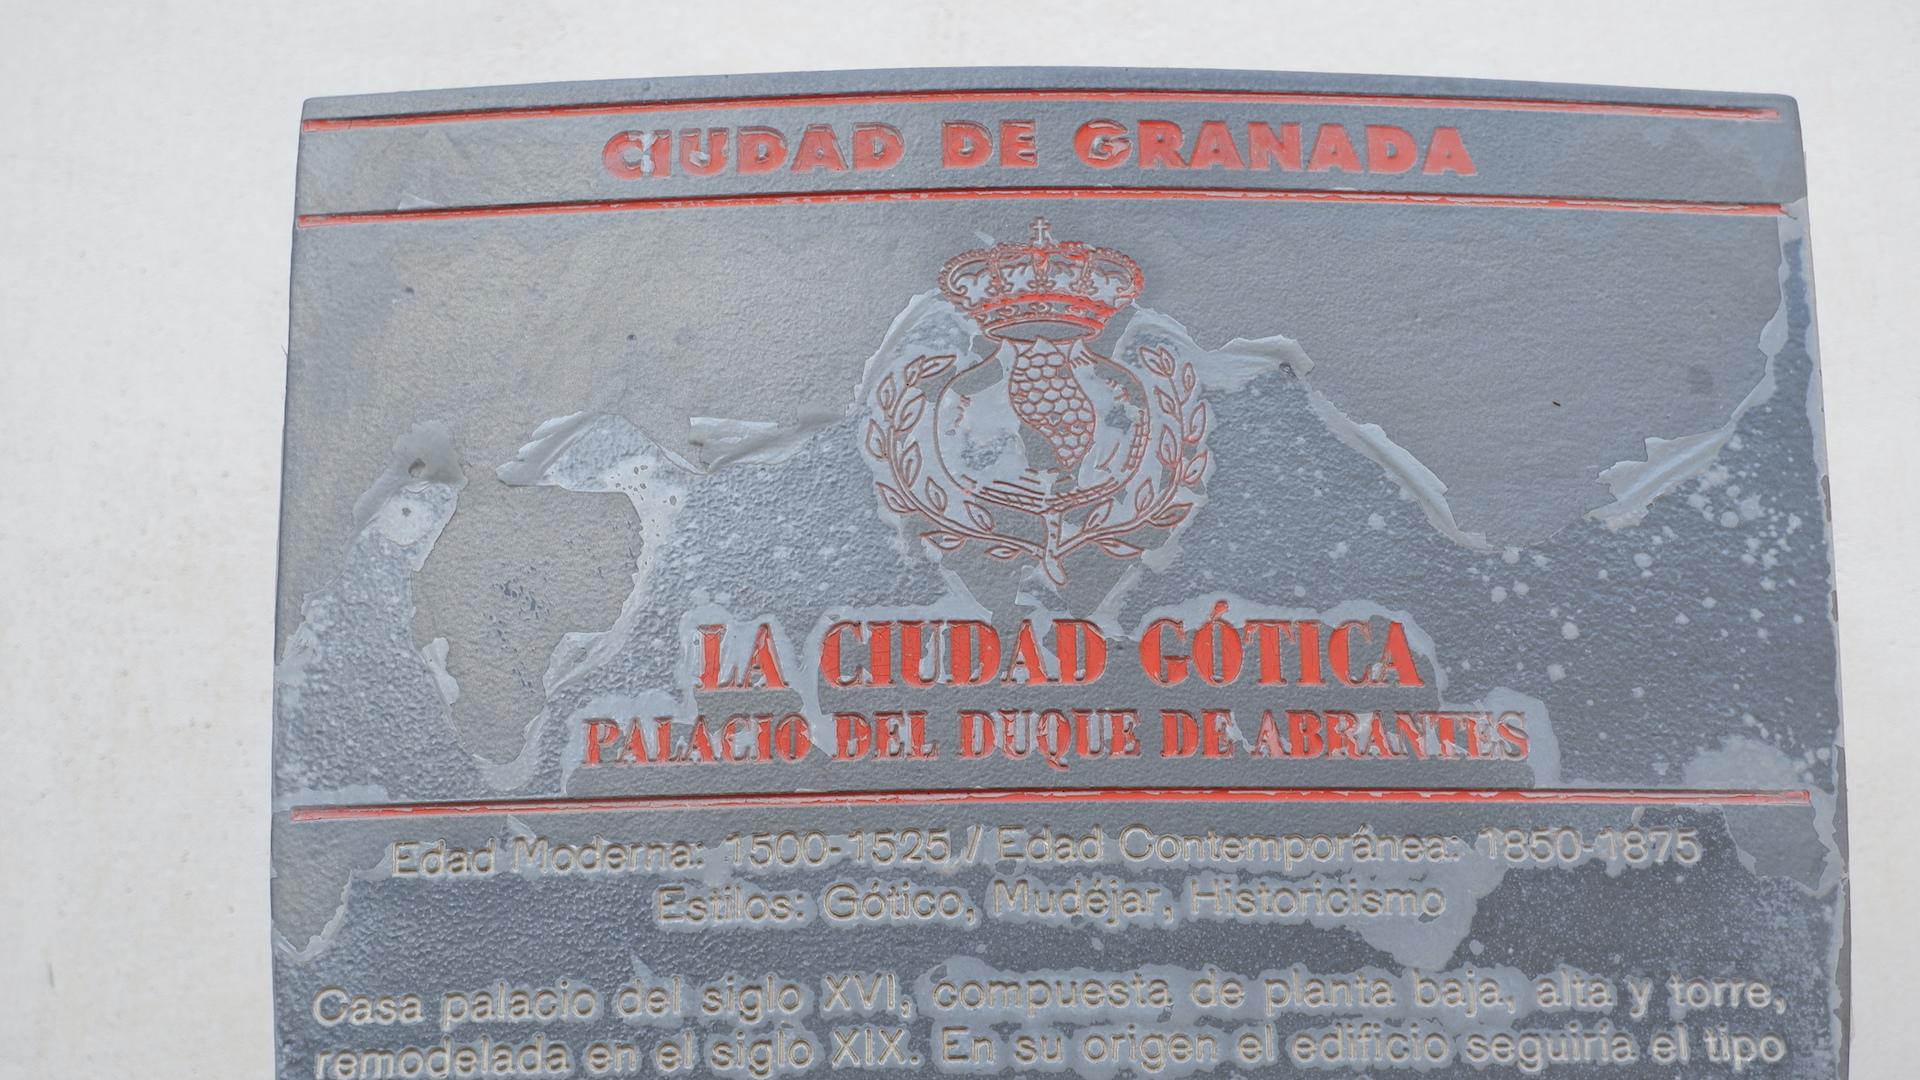 CIUDAD DE GRANADA
LA CIUDAD GÓTICA
PALACIO DEL DUQUE DE ABRANTES
Edad Moderna: 1500-1525 / Edad Contemporánea: 1850-1875
Estilos: Gótico, Mudéjar, Historicismo
Casa palacio del siglo XVI, compuesta de planta baja, alta y torre,
remodelada en el siglo XIX. En su origen el edificio seguiría el tipo